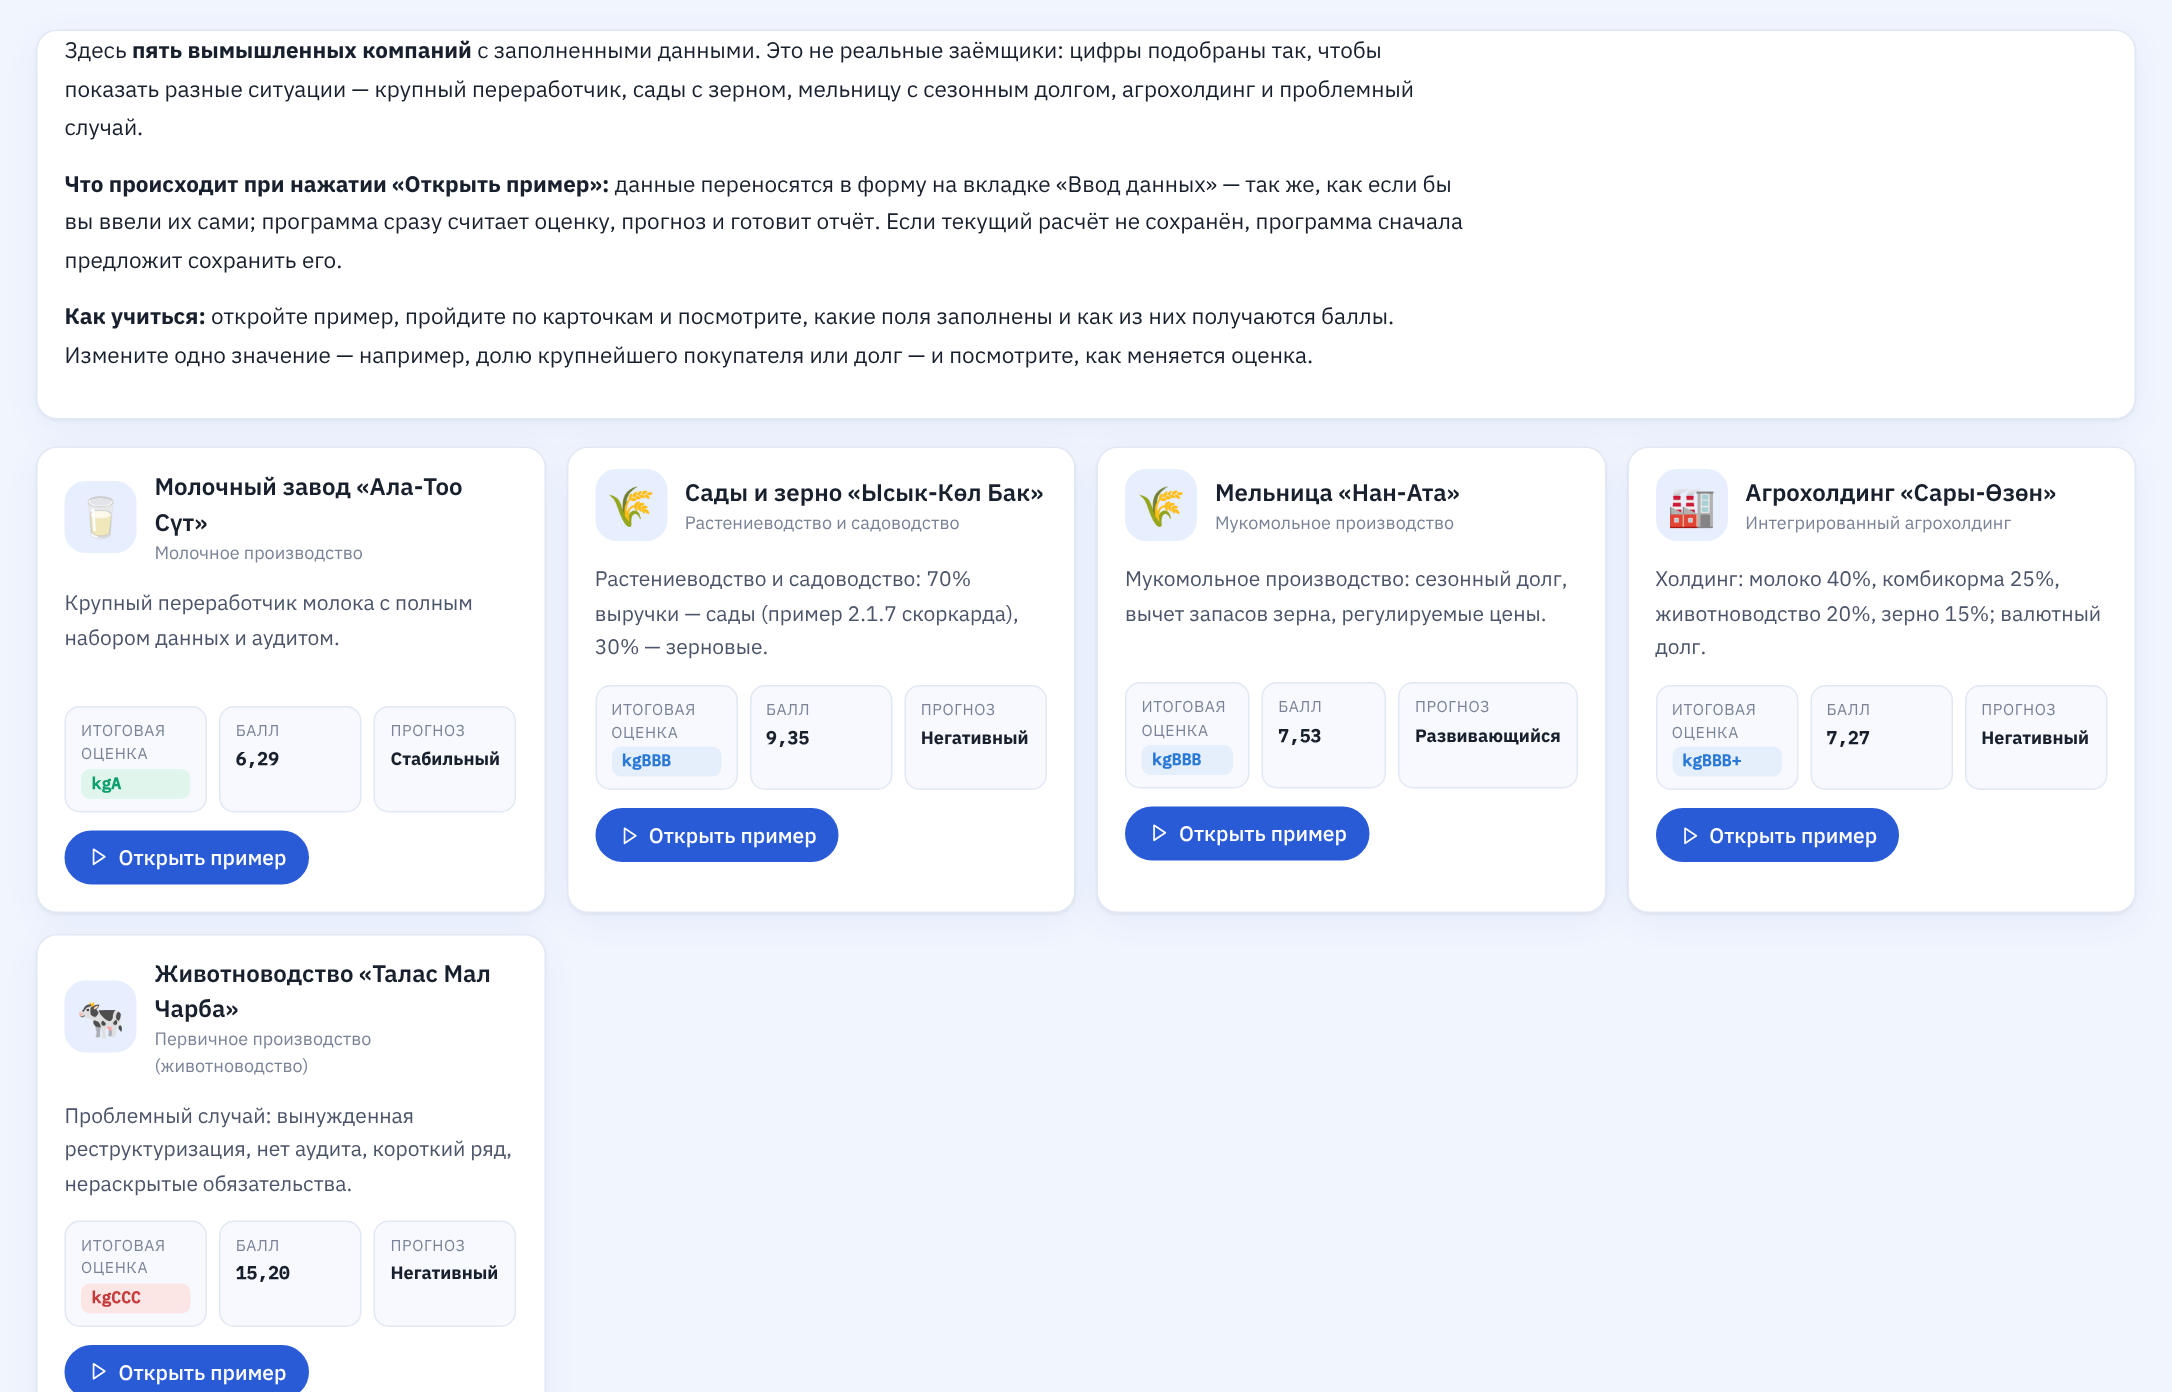 Здесь пять вымышленных компаний с заполненными данными. Это не реальные заёмщики: цифры подобраны так, чтобы
показать разные ситуации — крупный переработчик, сады с зерном, мельницу с сезонным долгом, агрохолдинг и проблемный
случай.
Что происходит при нажатии «Открыть пример»: данные переносятся в форму на вкладке «Ввод данных» — так же, как если бы
вы ввели их сами; программа сразу считает оценку, прогноз и готовит отчёт. Если текущий расчёт не сохранён, программа сначала
предложит сохранить его.
Как учиться: откройте пример, пройдите по карточкам и посмотрите, какие поля заполнены и как из них получаются баллы.
Измените одно значение — например, долю крупнейшего покупателя или долг — и посмотрите, как меняется оценка.
Молочный завод «Ала-Тоо
Сүт»
Молочное производство
Крупный переработчик молока с полным
набором данных и аудитом.
ИТОГОВАЯ
ОЦЕНКА
kgA
БАЛЛ
6,29
ПРОГНОЗ
Стабильный
Открыть пример
Сады и зерно «Ысык-Көл Бак»
Растениеводство и садоводство
Растениеводство и садоводство: 70%
выручки — сады (пример 2.1.7 скоркарда),
30% — зерновые.
ИТОГОВАЯ
ОЦЕНКА
kgBBB
БАЛЛ
9,35
ПРОГНОЗ
Негативный
Открыть пример
Мельница «Нан-Ата»
Мукомольное производство
Мукомольное производство: сезонный долг,
вычет запасов зерна, регулируемые цены.
ИТОГОВАЯ
ОЦЕНКА
kgBBB
БАЛЛ
7,53
ПРОГНОЗ
Развивающийся
Открыть пример
Агрохолдинг «Сары-Өзөн»
Интегрированный агрохолдинг
Холдинг: молоко 40%, комбикорма 25%,
животноводство 20%, зерно 15%; валютный
долг.
ИТОГОВАЯ
ОЦЕНКА
kgBBB+
БАЛЛ
7,27
ПРОГНОЗ
Негативный
Открыть пример
Животноводство «Талас Мал
Чарба»
Первичное производство
(животноводство)
Проблемный случай: вынужденная
реструктуризация, нет аудита, короткий ряд,
нераскрытые обязательства.
ИТОГОВАЯ
ОЦЕНКА
kgCCC
БАЛЛ
15,20
ПРОГНОЗ
Негативный
Открыть пример